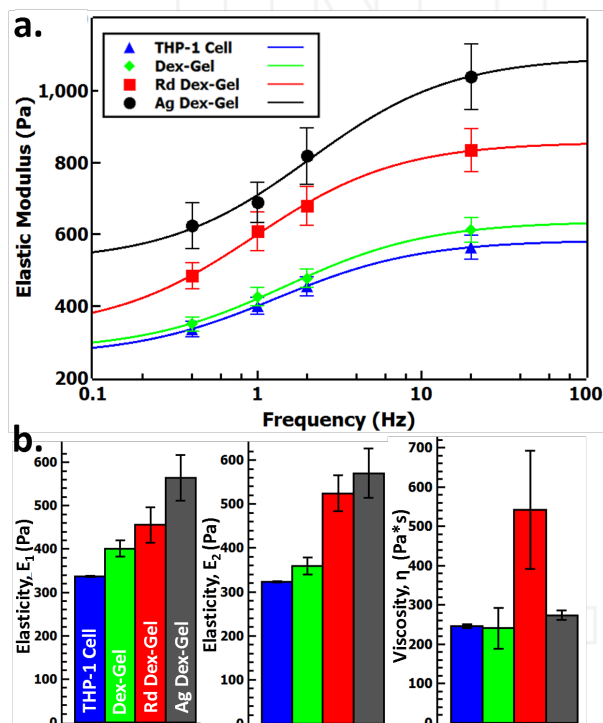 a.
THP-1 Cell
Dex-Gel
Rd Dex-Gel
Ag Dex-Gel
Elastic Modulus (Pa)
1,000
800
600
400
200
0.1 1 10 100
Frequency (Hz)
b.
Elasticity, E1 (Pa)
600
500
400
300
200
100
0
THP-1 Cell
Dex-Gel
Rd Dex-Gel
Ag Dex-Gel
Elasticity, E2 (Pa)
600
500
400
300
200
100
0
Viscosity, η (Pa*s)
700
600
500
400
300
200
100
0